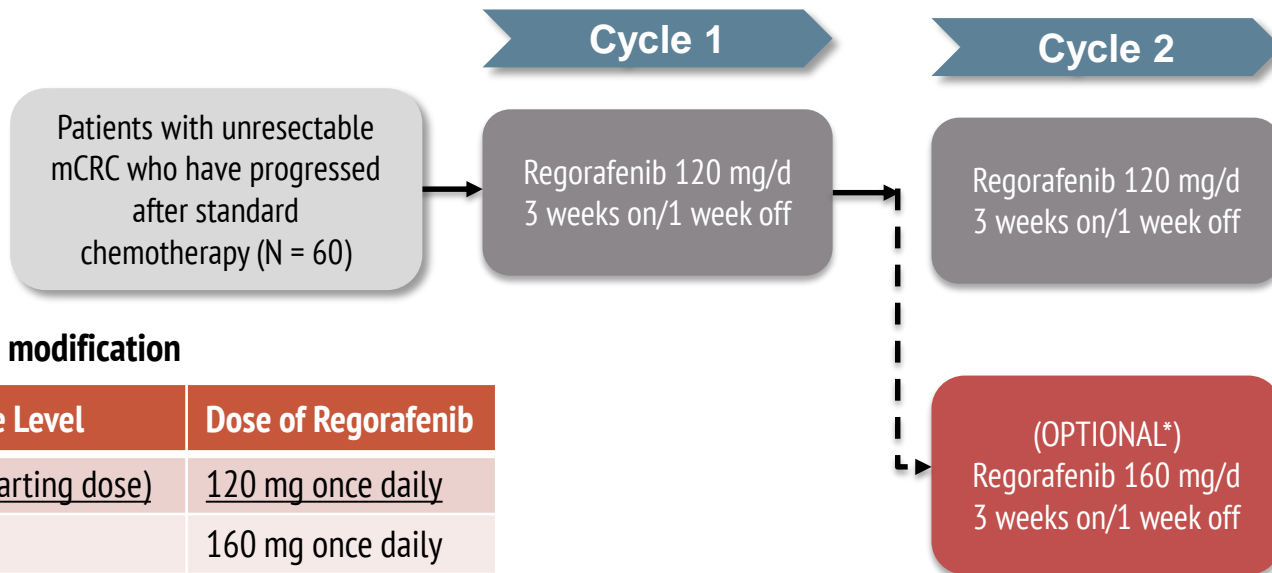 Cycle 1
Cycle 2
Patients with unresectable
mCRC who have progressed
after standard
chemotherapy (N = 60)
Regorafenib 120 mg/d
3 weeks on/1 week off
Regorafenib 120 mg/d
3 weeks on/1 week off
(OPTIONAL*)
Regorafenib 160 mg/d
3 weeks on/1 week off
modification
Level
Dose of Regorafenib
dose)
120 mg once daily
160 mg once daily